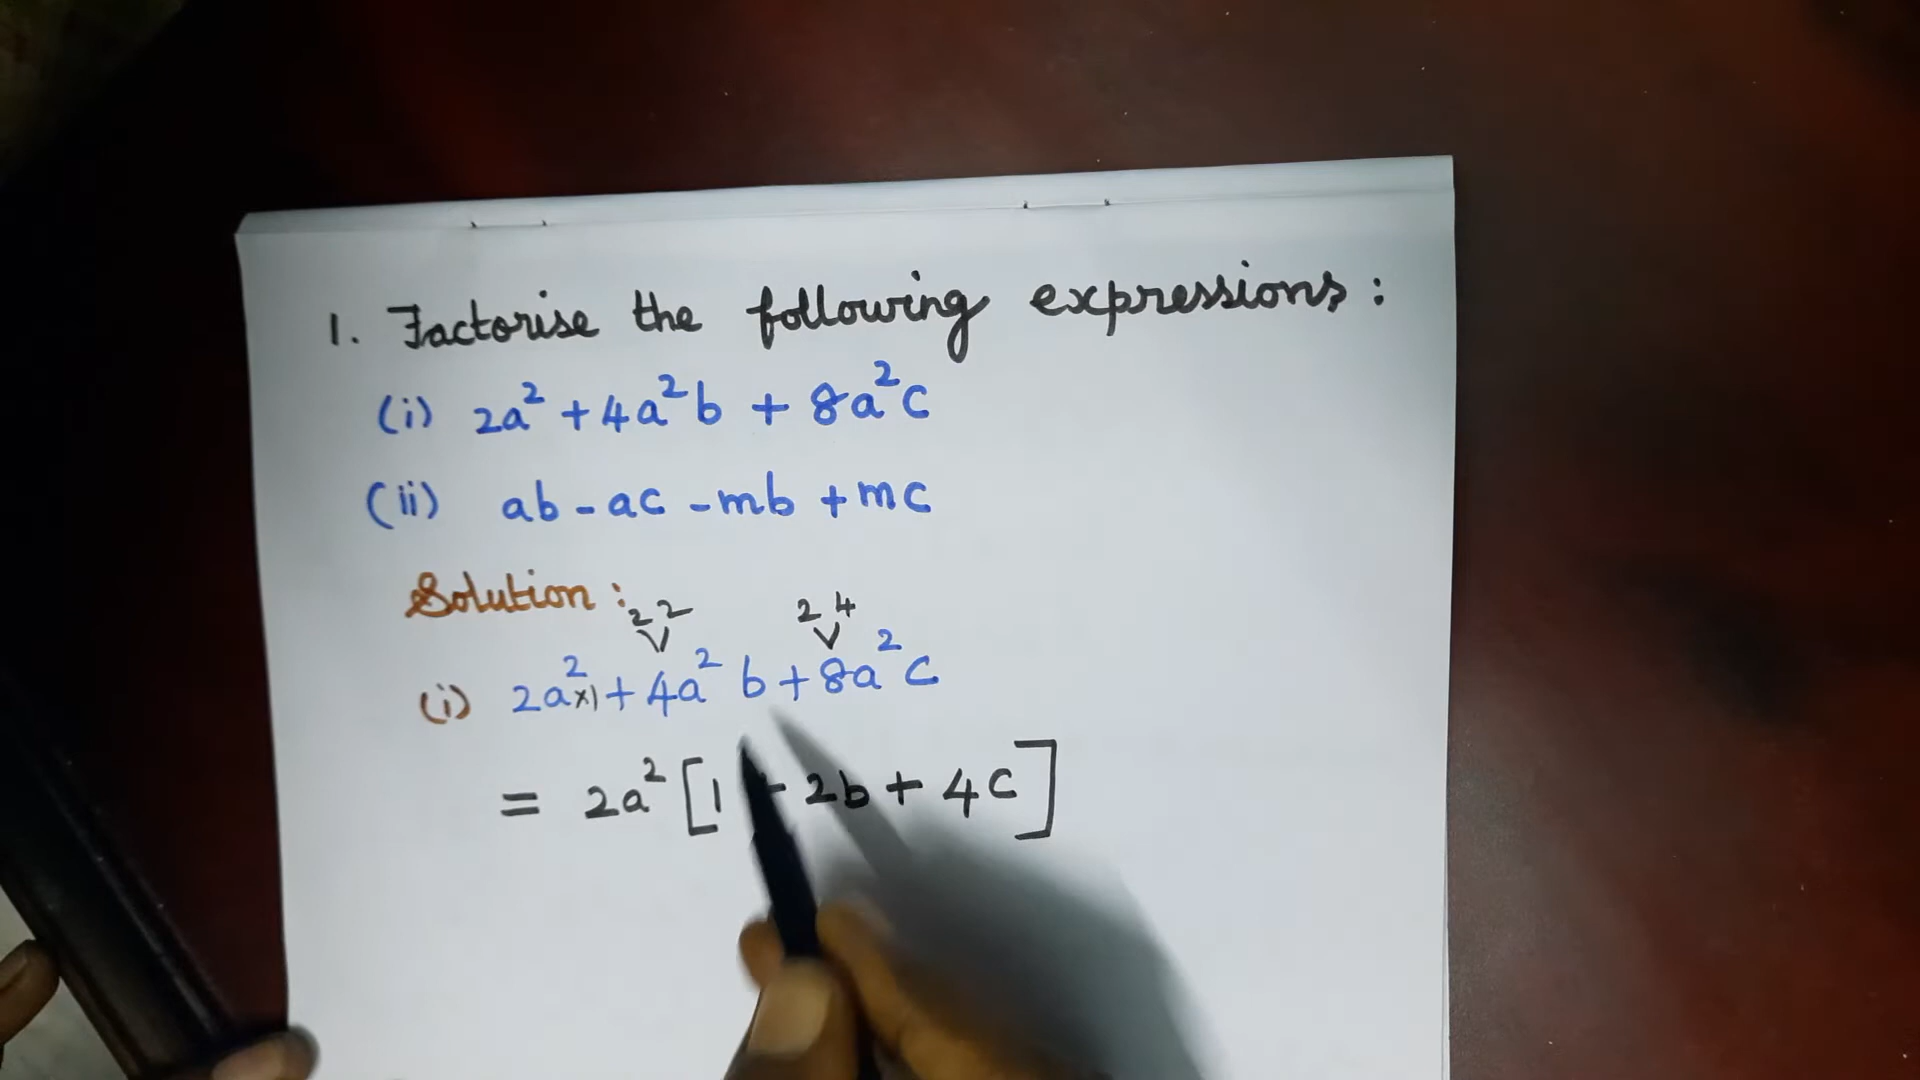 1. Factorise the following expressions:
(i) 2a² + 4a²b + 8a²c
(ii) ab - ac - mb + mc
Solution:
2 2 2 4
(i) 2a²×1 + 4a² b + 8a²c
= 2a² [1 + 2b + 4c]